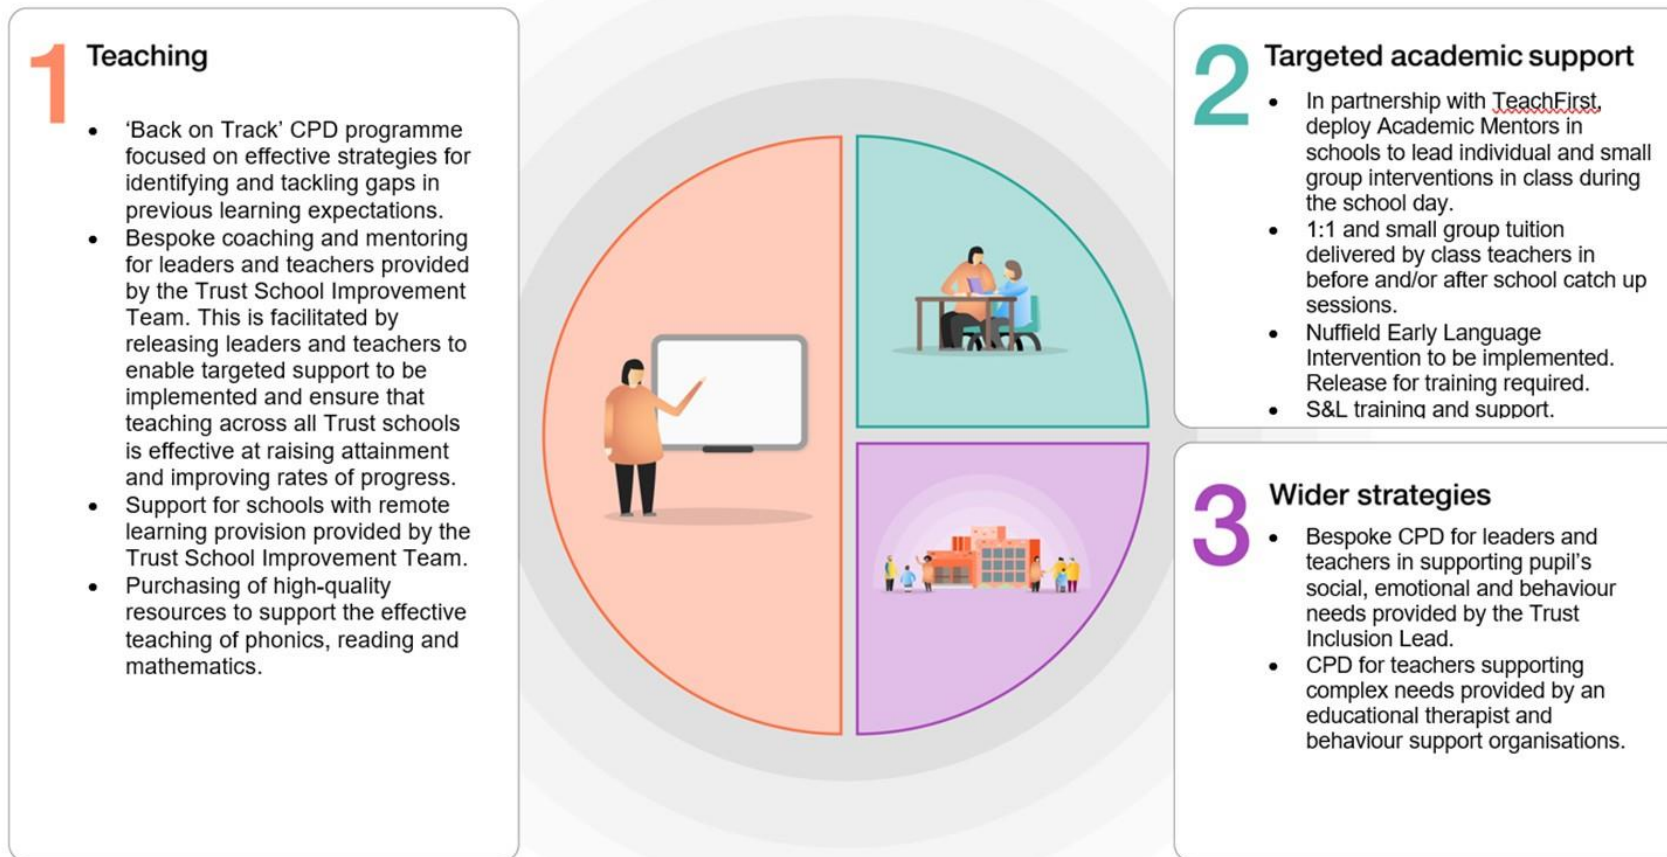 1
Teaching
• ‘Back on Track’ CPD programme
focused on effective strategies for
identifying and tackling gaps in
previous learning expectations.
• Bespoke coaching and mentoring
for leaders and teachers provided
by the Trust School Improvement
Team. This is facilitated by
releasing leaders and teachers to
enable targeted support to be
implemented and ensure that
teaching across all Trust schools
is effective at raising attainment
and improving rates of progress.
• Support for schools with remote
learning provision provided by the
Trust School Improvement Team.
• Purchasing of high-quality
resources to support the effective
teaching of phonics, reading and
mathematics.
2
Targeted academic support
• In partnership with TeachFirst,
deploy Academic Mentors in
schools to lead individual and small
group interventions in class during
the school day.
• 1:1 and small group tuition
delivered by class teachers in
before and/or after school catch up
sessions.
• Nuffield Early Language
Intervention to be implemented.
Release for training required.
• S&L training and support.
3
Wider strategies
• Bespoke CPD for leaders and
teachers in supporting pupil’s
social, emotional and behaviour
needs provided by the Trust
Inclusion Lead.
• CPD for teachers supporting
complex needs provided by an
educational therapist and
behaviour support organisations.